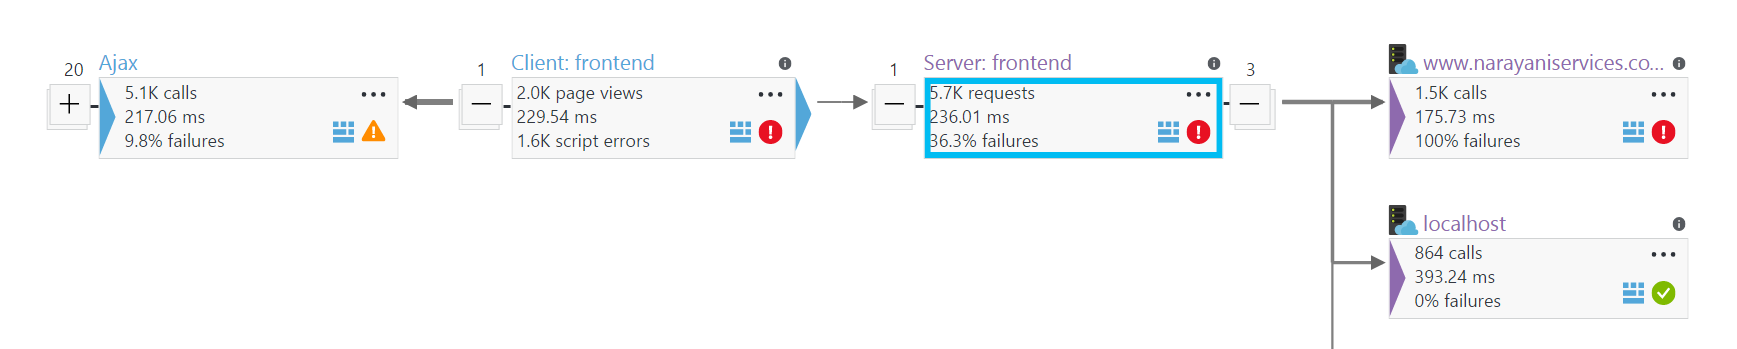 20
Ajax
5.1K calls
217.06 ms
9.8% failures
1
Client: frontend
2.0K page views
229.54 ms
1.6K script errors
1
Server: frontend
5.7K requests
236.01 ms
36.3% failures
3
www.narayaniservices.co...
1.5K calls
175.73 ms
100% failures
localhost
864 calls
393.24 ms
0% failures